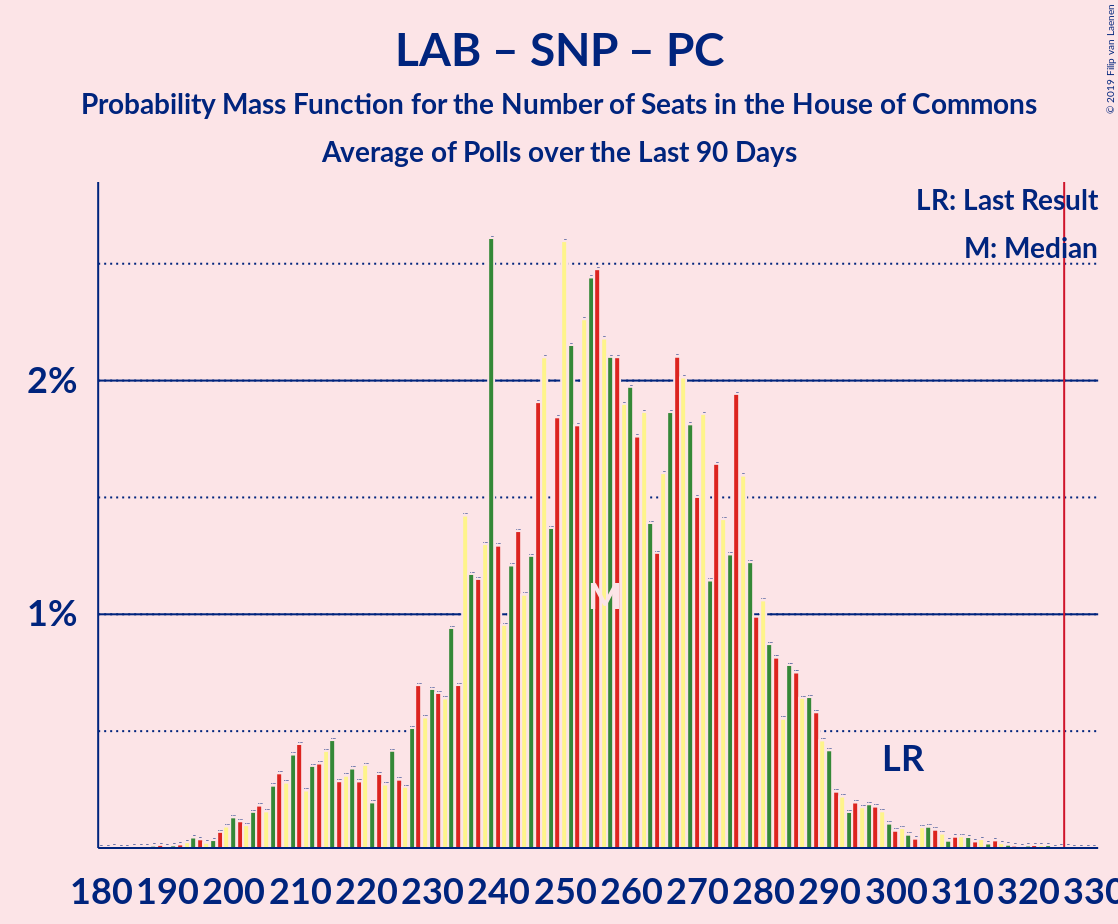 LAB – SNP – PC
Probability Mass Function for the Number of Seats in the House of Commons
Average of Polls over the Last 90 Days
© 2019 Filip van Laenen
LR: Last Result
M: Median
2%
1%
M
LR
180 190 200 210 220 230 240 250 260 270 280 290 300 310 320 330